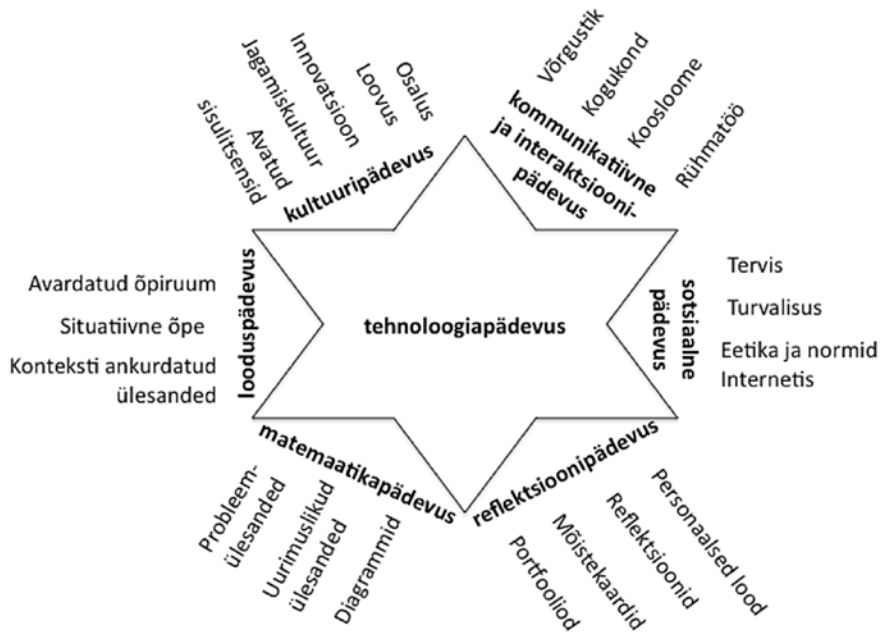 Avatud
sisulitsensid
Jagamiskultuur
Innovatsioon
Loovus
Osalus
kultuuripädevus
Võrgustik
Kogukond
Koosloome
Rühmatöö
kommunikatiivne
ja interaktsiooni-
pädevus
Avardatud õpiruum
Situatiivne õpe
Konteksti ankurdatud
ülesanded
looduspädevus
tehnoloogiapädevus
sotsiaalne
pädevus
Tervis
Turvalisus
Eetika ja normid
Internetis
matemaatikapädevus
Probleem-
ülesanded
Uurimuslikud
ülesanded
Diagrammid
reflektsioonipädevus
Portfooliod
Mõistekaardid
Reflektsioonid
Personaalsed lood